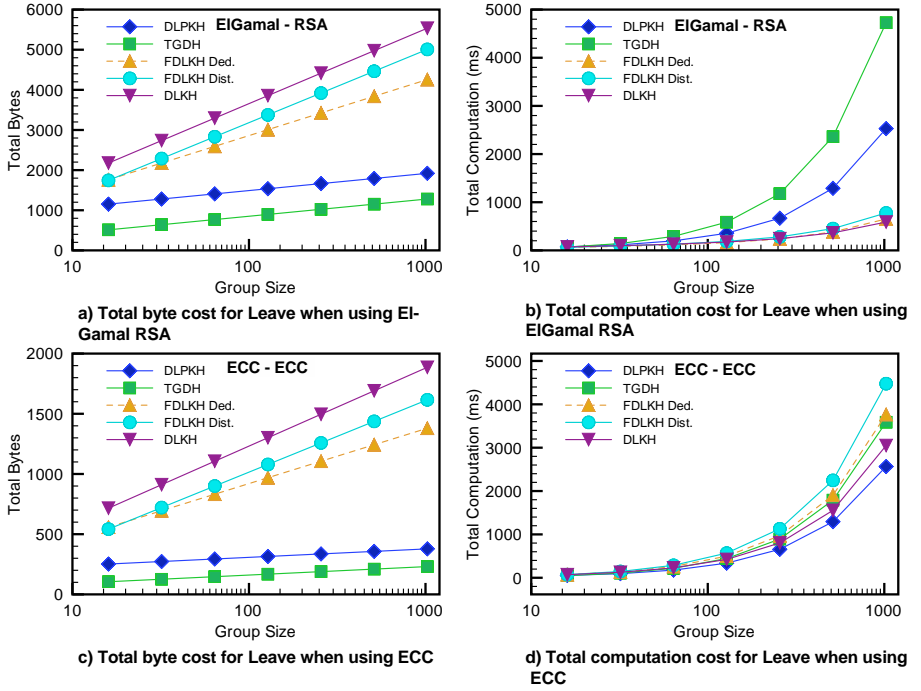 ElGamal - RSA
DLPKH
TGDH
FDLKH Ded.
FDLKH Dist.
DLKH
Total Bytes
6000
5000
4000
3000
2000
1000
0
10
100
1000
Group Size
a) Total byte cost for Leave when using El-
Gamal RSA
ElGamal - RSA
DLPKH
TGDH
FDLKH Ded.
FDLKH Dist.
DLKH
Total Computation (ms)
5000
4000
3000
2000
1000
0
10
100
1000
Group Size
b) Total computation cost for Leave when using
ElGamal RSA
ECC - ECC
DLPKH
TGDH
FDLKH Ded.
FDLKH Dist.
DLKH
Total Bytes
2000
1500
1000
500
0
10
100
1000
Group Size
c) Total byte cost for Leave when using ECC
ECC - ECC
DLPKH
TGDH
FDLKH Ded.
FDLKH Dist.
DLKH
Total Computation (ms)
5000
4000
3000
2000
1000
0
10
100
1000
Group Size
d) Total computation cost for Leave when using
ECC